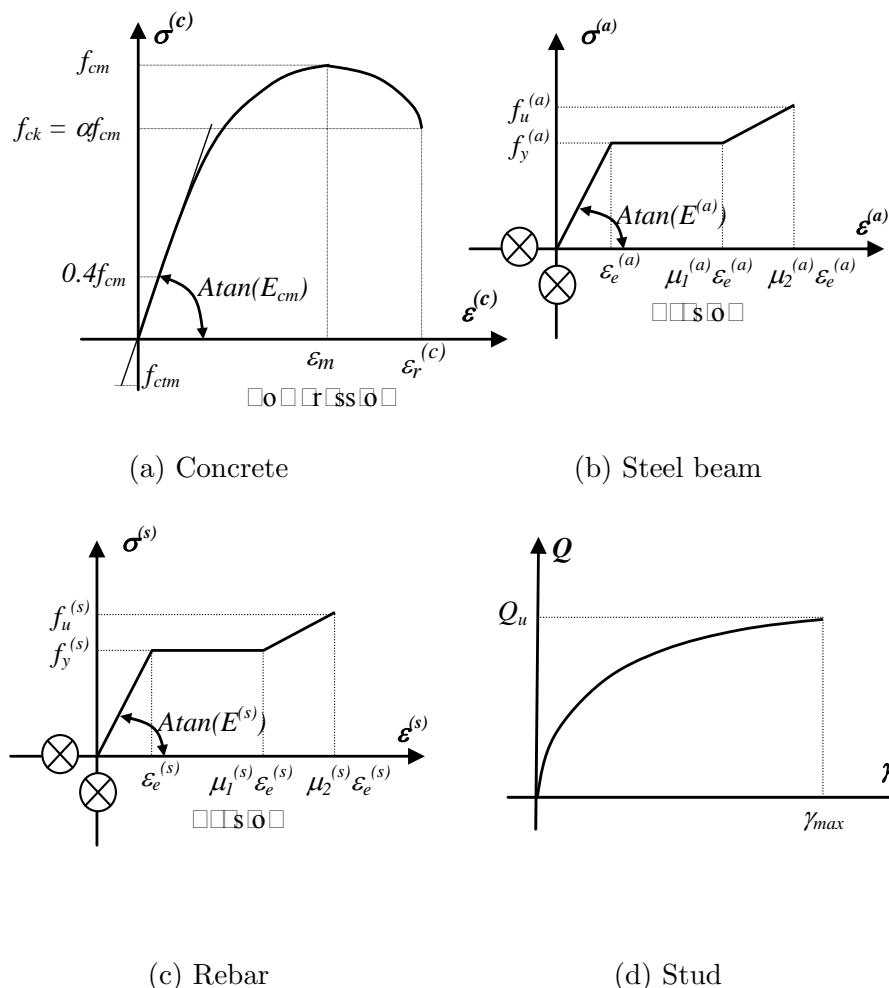 σ^(c)
f_cm
f_ck = αf_cm
0.4f_cm
Atan(E_cm)
ε^(c)
ε_m
ε_r^(c)
f_ctm
(a) Concrete
σ^(a)
f_u^(a)
f_y^(a)
Atan(E^(a))
ε^(a)
ε_e^(a)
μ_1^(a) ε_e^(a)
μ_2^(a) ε_e^(a)
(b) Steel beam
σ^(s)
f_u^(s)
f_y^(s)
Atan(E^(s))
ε^(s)
ε_e^(s)
μ_1^(s) ε_e^(s)
μ_2^(s) ε_e^(s)
(c) Rebar
Q
Q_u
γ
γ_max
(d) Stud